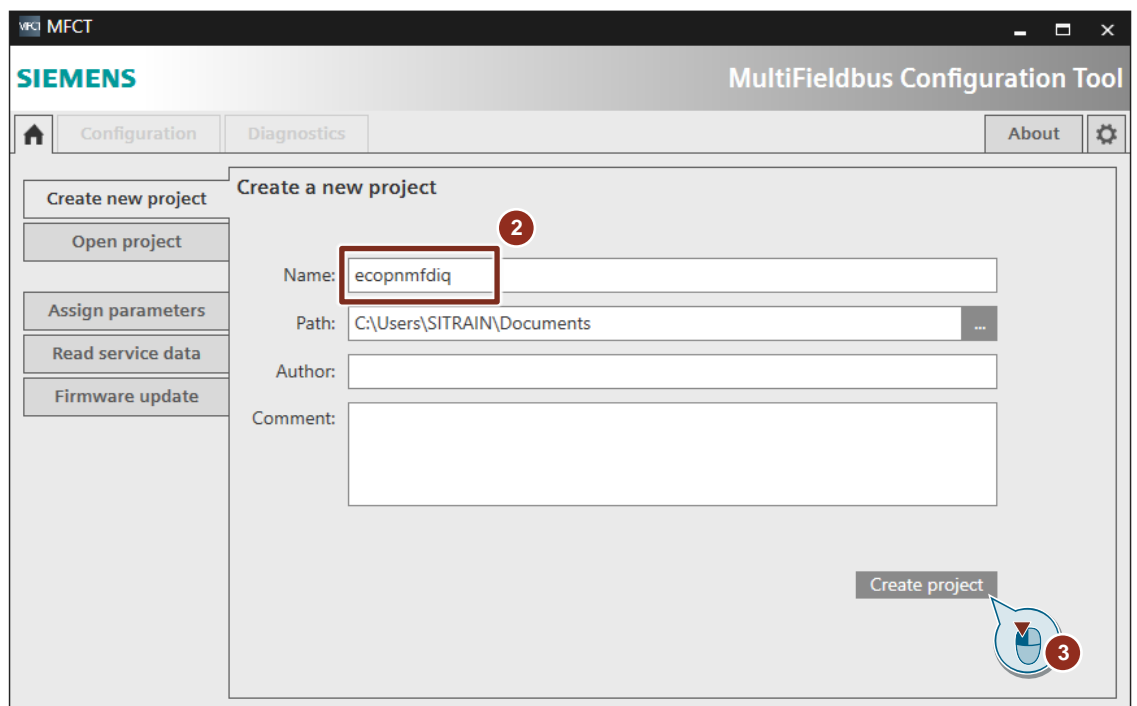 MFCT MFCT
SIEMENS
MultiFieldbus Configuration Tool
Configuration
Diagnostics
About
Create new project
Open project
Assign parameters
Read service data
Firmware update
Create a new project
2
Name: ecopnmfdiq
Path: C:\Users\SITRAIN\Documents ...
Author:
Comment:
Create project
3